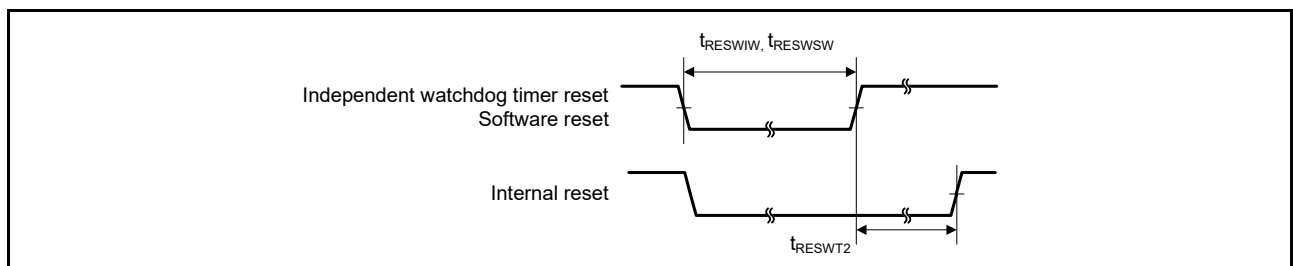 tRESWIW, tRESWSW
Independent watchdog timer reset
Software reset
Internal reset
tRESWT2